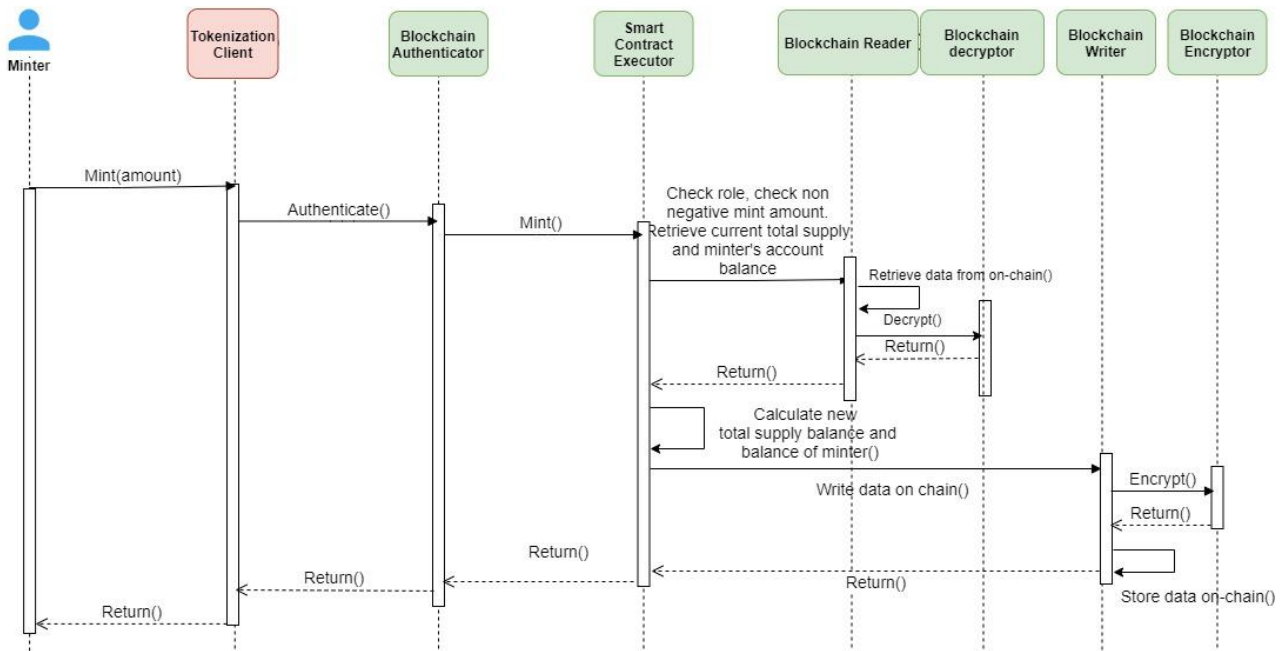 Minter
Tokenization
Client
Blockchain
Authenticator
Smart
Contract
Executor
Blockchain Reader
Blockchain
decryptor
Blockchain
Writer
Blockchain
Encryptor
Mint(amount)
Authenticate()
Mint()
Check role, check non
negative mint amount.
Retrieve current total supply
and minter's account
balance
Retrieve data from on-chain()
Decrypt()
Return()
Return()
Calculate new
total supply balance and
balance of minter()
Write data on chain()
Encrypt()
Return()
Store data on-chain()
Return()
Return()
Return()
Return()